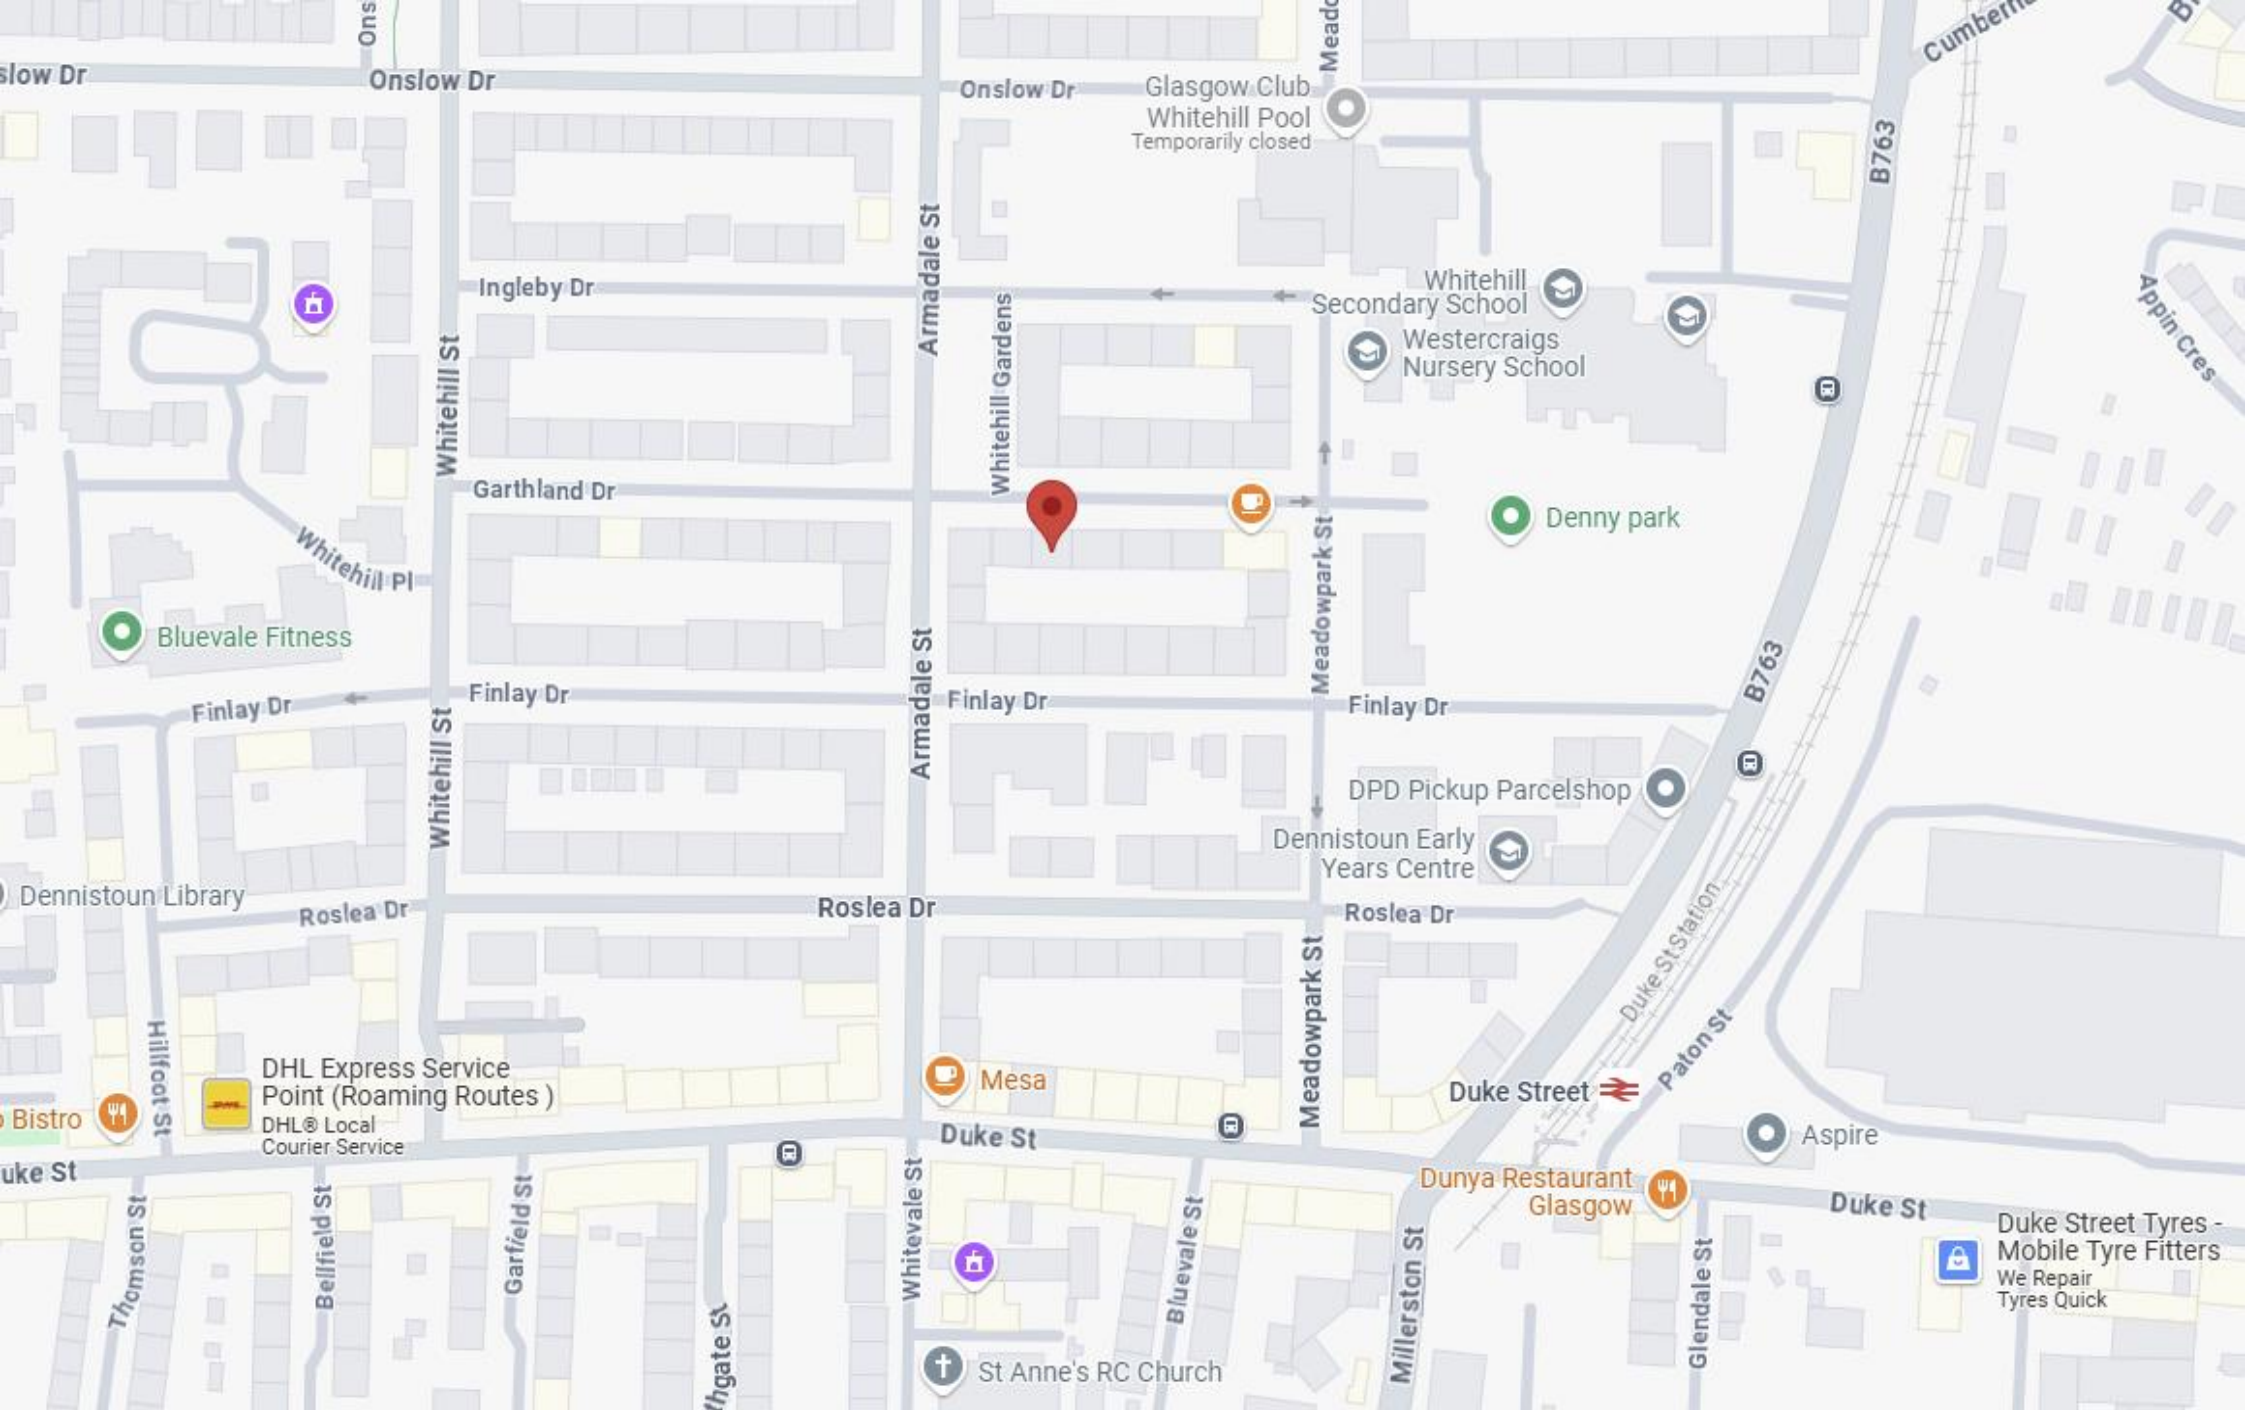 Ons
Meado
Cumberna
slow Dr
Onslow Dr
Onslow Dr
Glasgow Club
Whitehill Pool
Temporarily closed
B763
Armadale St
Ingleby Dr
Whitehill
Secondary School
Westercraigs
Nursery School
Appin Cres
Whitehill St
Whitehill Gardens
Garthland Dr
Denny park
Whitehill Pl
Meadowpark St
Bluevale Fitness
B763
Armadale St
Finlay Dr
Finlay Dr
Finlay Dr
Finlay Dr
Whitehill St
DPD Pickup Parcelshop
Dennistoun Early
Years Centre
Dennistoun Library
Roslea Dr
Roslea Dr
Roslea Dr
Duke St Station
Meadowpark St
Paton St
Hillfoot St
DHL Express Service
Point (Roaming Routes )
DHL® Local
Courier Service
Bistro
Mesa
Duke Street
Duke St
Aspire
uke St
Dunya Restaurant
Glasgow
Duke St
Duke Street Tyres -
Mobile Tyre Fitters
We Repair
Tyres Quick
Thomson St
Bellfield St
Garfield St
Whitevale St
Bluevale St
Millerston St
Glendale St
thgate St
St Anne's RC Church